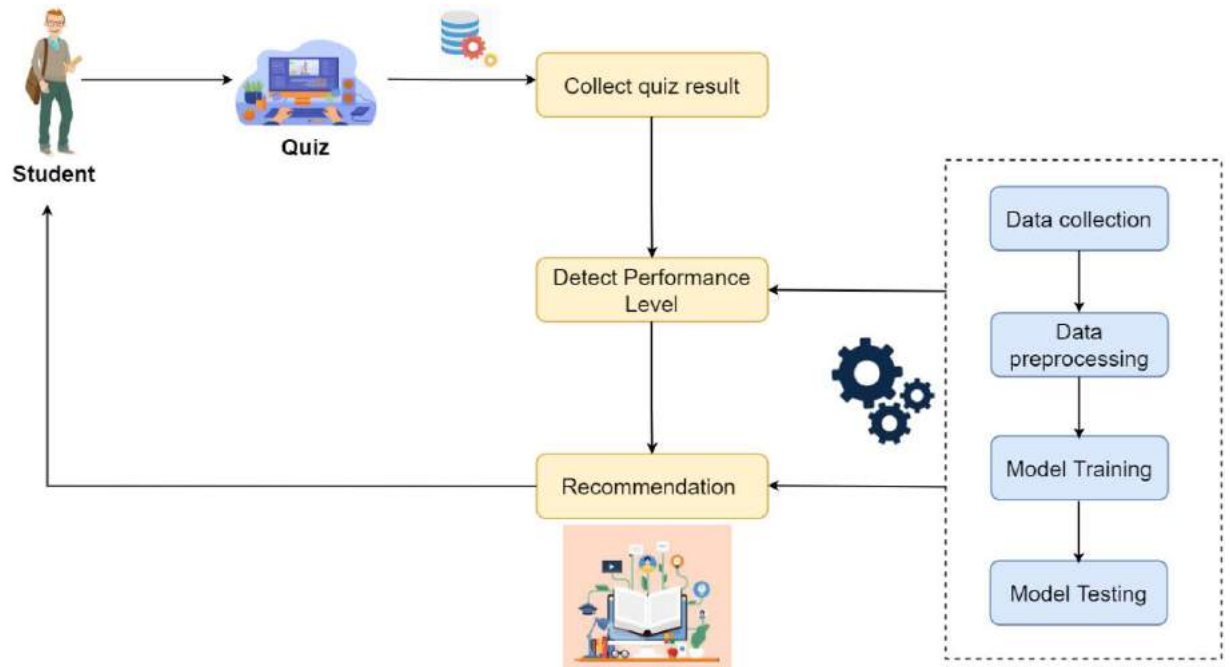 Student
Quiz
Collect quiz result
Detect Performance
Level
Recommendation
Data collection
Data
preprocessing
Model Training
Model Testing